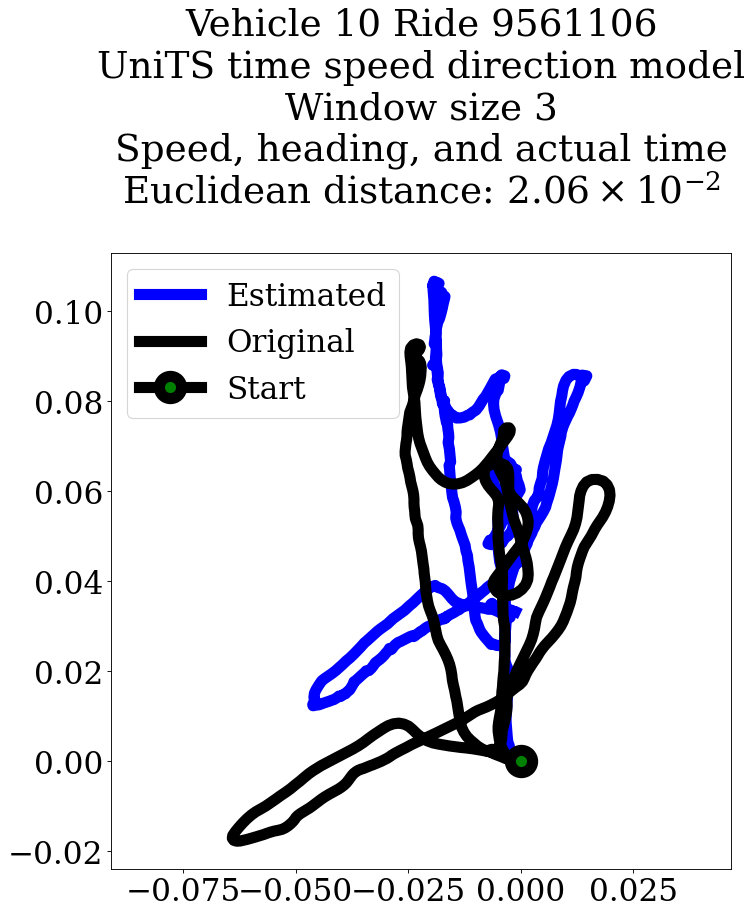 Vehicle 10 Ride 9561106
UniTS time speed direction model
Window size 3
Speed, heading, and actual time
Euclidean distance: 2.06 × 10⁻²
Estimated
Original
Start
0.10
0.08
0.06
0.04
0.02
0.00
−0.02
−0.075 −0.050 −0.025 0.000 0.025